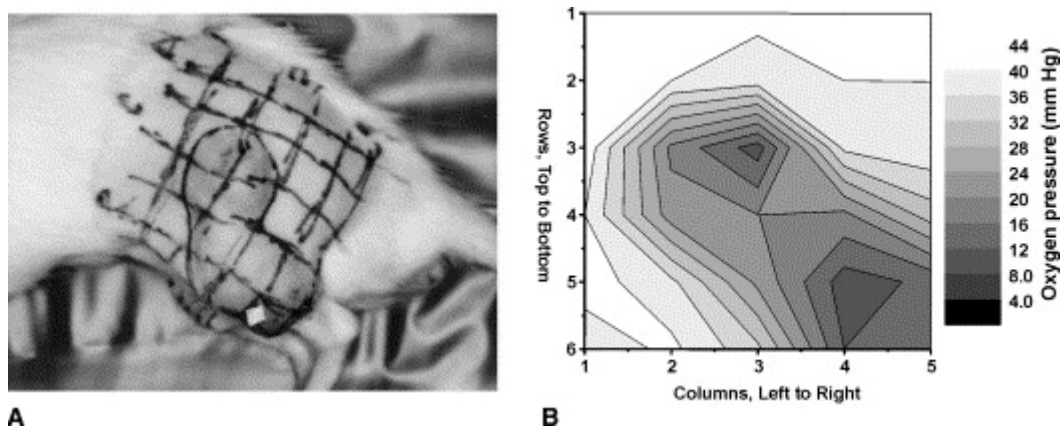 1
2
3
4
5
6
Rows, Top to Bottom
1 2 3 4 5
Columns, Left to Right
44
40
36
32
28
24
20
16
12
8.0
4.0
Oxygen pressure (mm Hg)
A
B